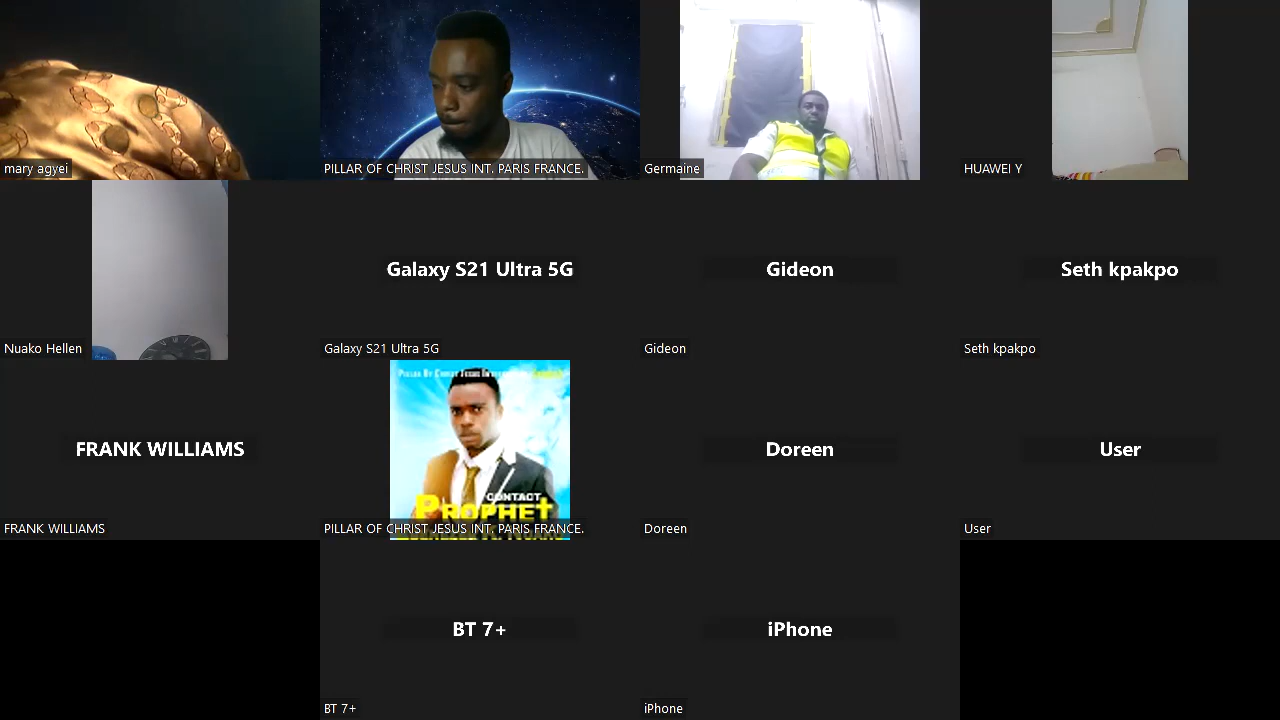 mary agyei
PILLAR OF CHRIST JESUS INT. PARIS FRANCE.
Germaine
HUAWEI Y
Nuako Hellen
Galaxy S21 Ultra 5G
Galaxy S21 Ultra 5G
Gideon
Gideon
Seth kpakpo
Seth kpakpo
FRANK WILLIAMS
FRANK WILLIAMS
CONTACT
PROPHET
PILLAR OF CHRIST JESUS INT. PARIS FRANCE.
Doreen
Doreen
User
User
BT 7+
BT 7+
iPhone
iPhone